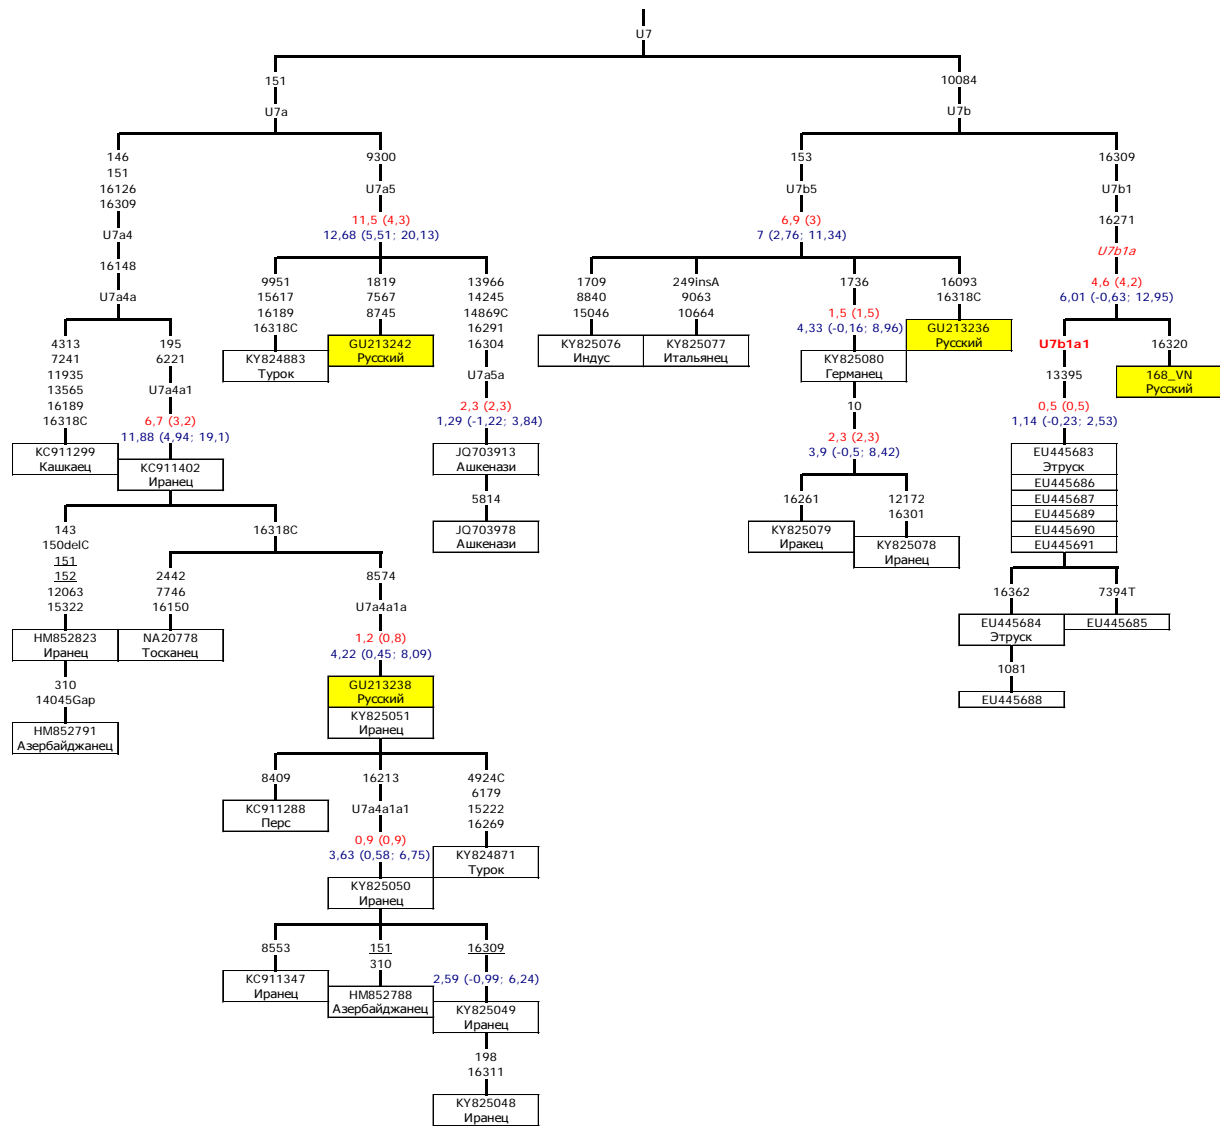 U7
151
U7a
10084
U7b
146
151
16126
16309
U7a4
16148
U7a4a
9300
U7a5
11,5 (4,3)
12,68 (5,51; 20,13)
153
U7b5
6,9 (3)
7 (2,76; 11,34)
16309
U7b1
16271
U7b1a
4,6 (4,2)
6,01 (-0,63; 12,95)
4313
7241
11935
13565
16189
16318C
KC911299
Кашкаец
195
6221
U7a4a1
6,7 (3,2)
11,88 (4,94; 19,1)
KC911402
Иранец
9951
15617
16189
16318C
KY824883
Турок
1819
7567
8745
GU213242
Русский
13966
14245
14869C
16291
16304
U7a5a
2,3 (2,3)
1,29 (-1,22; 3,84)
JQ703913
Ашкенази
5814
JQ703978
Ашкенази
1709
8840
15046
KY825076
Индус
249insA
9063
10664
KY825077
Итальянец
1736
1,5 (1,5)
4,33 (-0,16; 8,96)
KY825080
Германец
10
2,3 (2,3)
3,9 (-0,5; 8,42)
16261
KY825079
Иракец
12172
16301
KY825078
Иранец
16093
16318C
GU213236
Русский
U7b1a1
13395
0,5 (0,5)
1,14 (-0,23; 2,53)
EU445683
Этруск
EU445686
EU445687
EU445689
EU445690
EU445691
16320
168_VN
Русский
16362
EU445684
Этруск
1081
EU445688
7394T
EU445685
143
150delC
151
152
12063
15322
HM852823
Иранец
310
14045Gap
HM852791
Азербайджанец
16318C
2442
7746
16150
NA20778
Тосканец
8574
U7a4a1a
1,2 (0,8)
4,22 (0,45; 8,09)
GU213238
Русский
KY825051
Иранец
8409
KC911288
Перс
16213
U7a4a1a1
0,9 (0,9)
3,63 (0,58; 6,75)
KY825050
Иранец
4924C
6179
15222
16269
KY824871
Турок
8553
KC911347
Иранец
151
310
HM852788
Азербайджанец
16309
2,59 (-0,99; 6,24)
KY825049
Иранец
198
16311
KY825048
Иранец